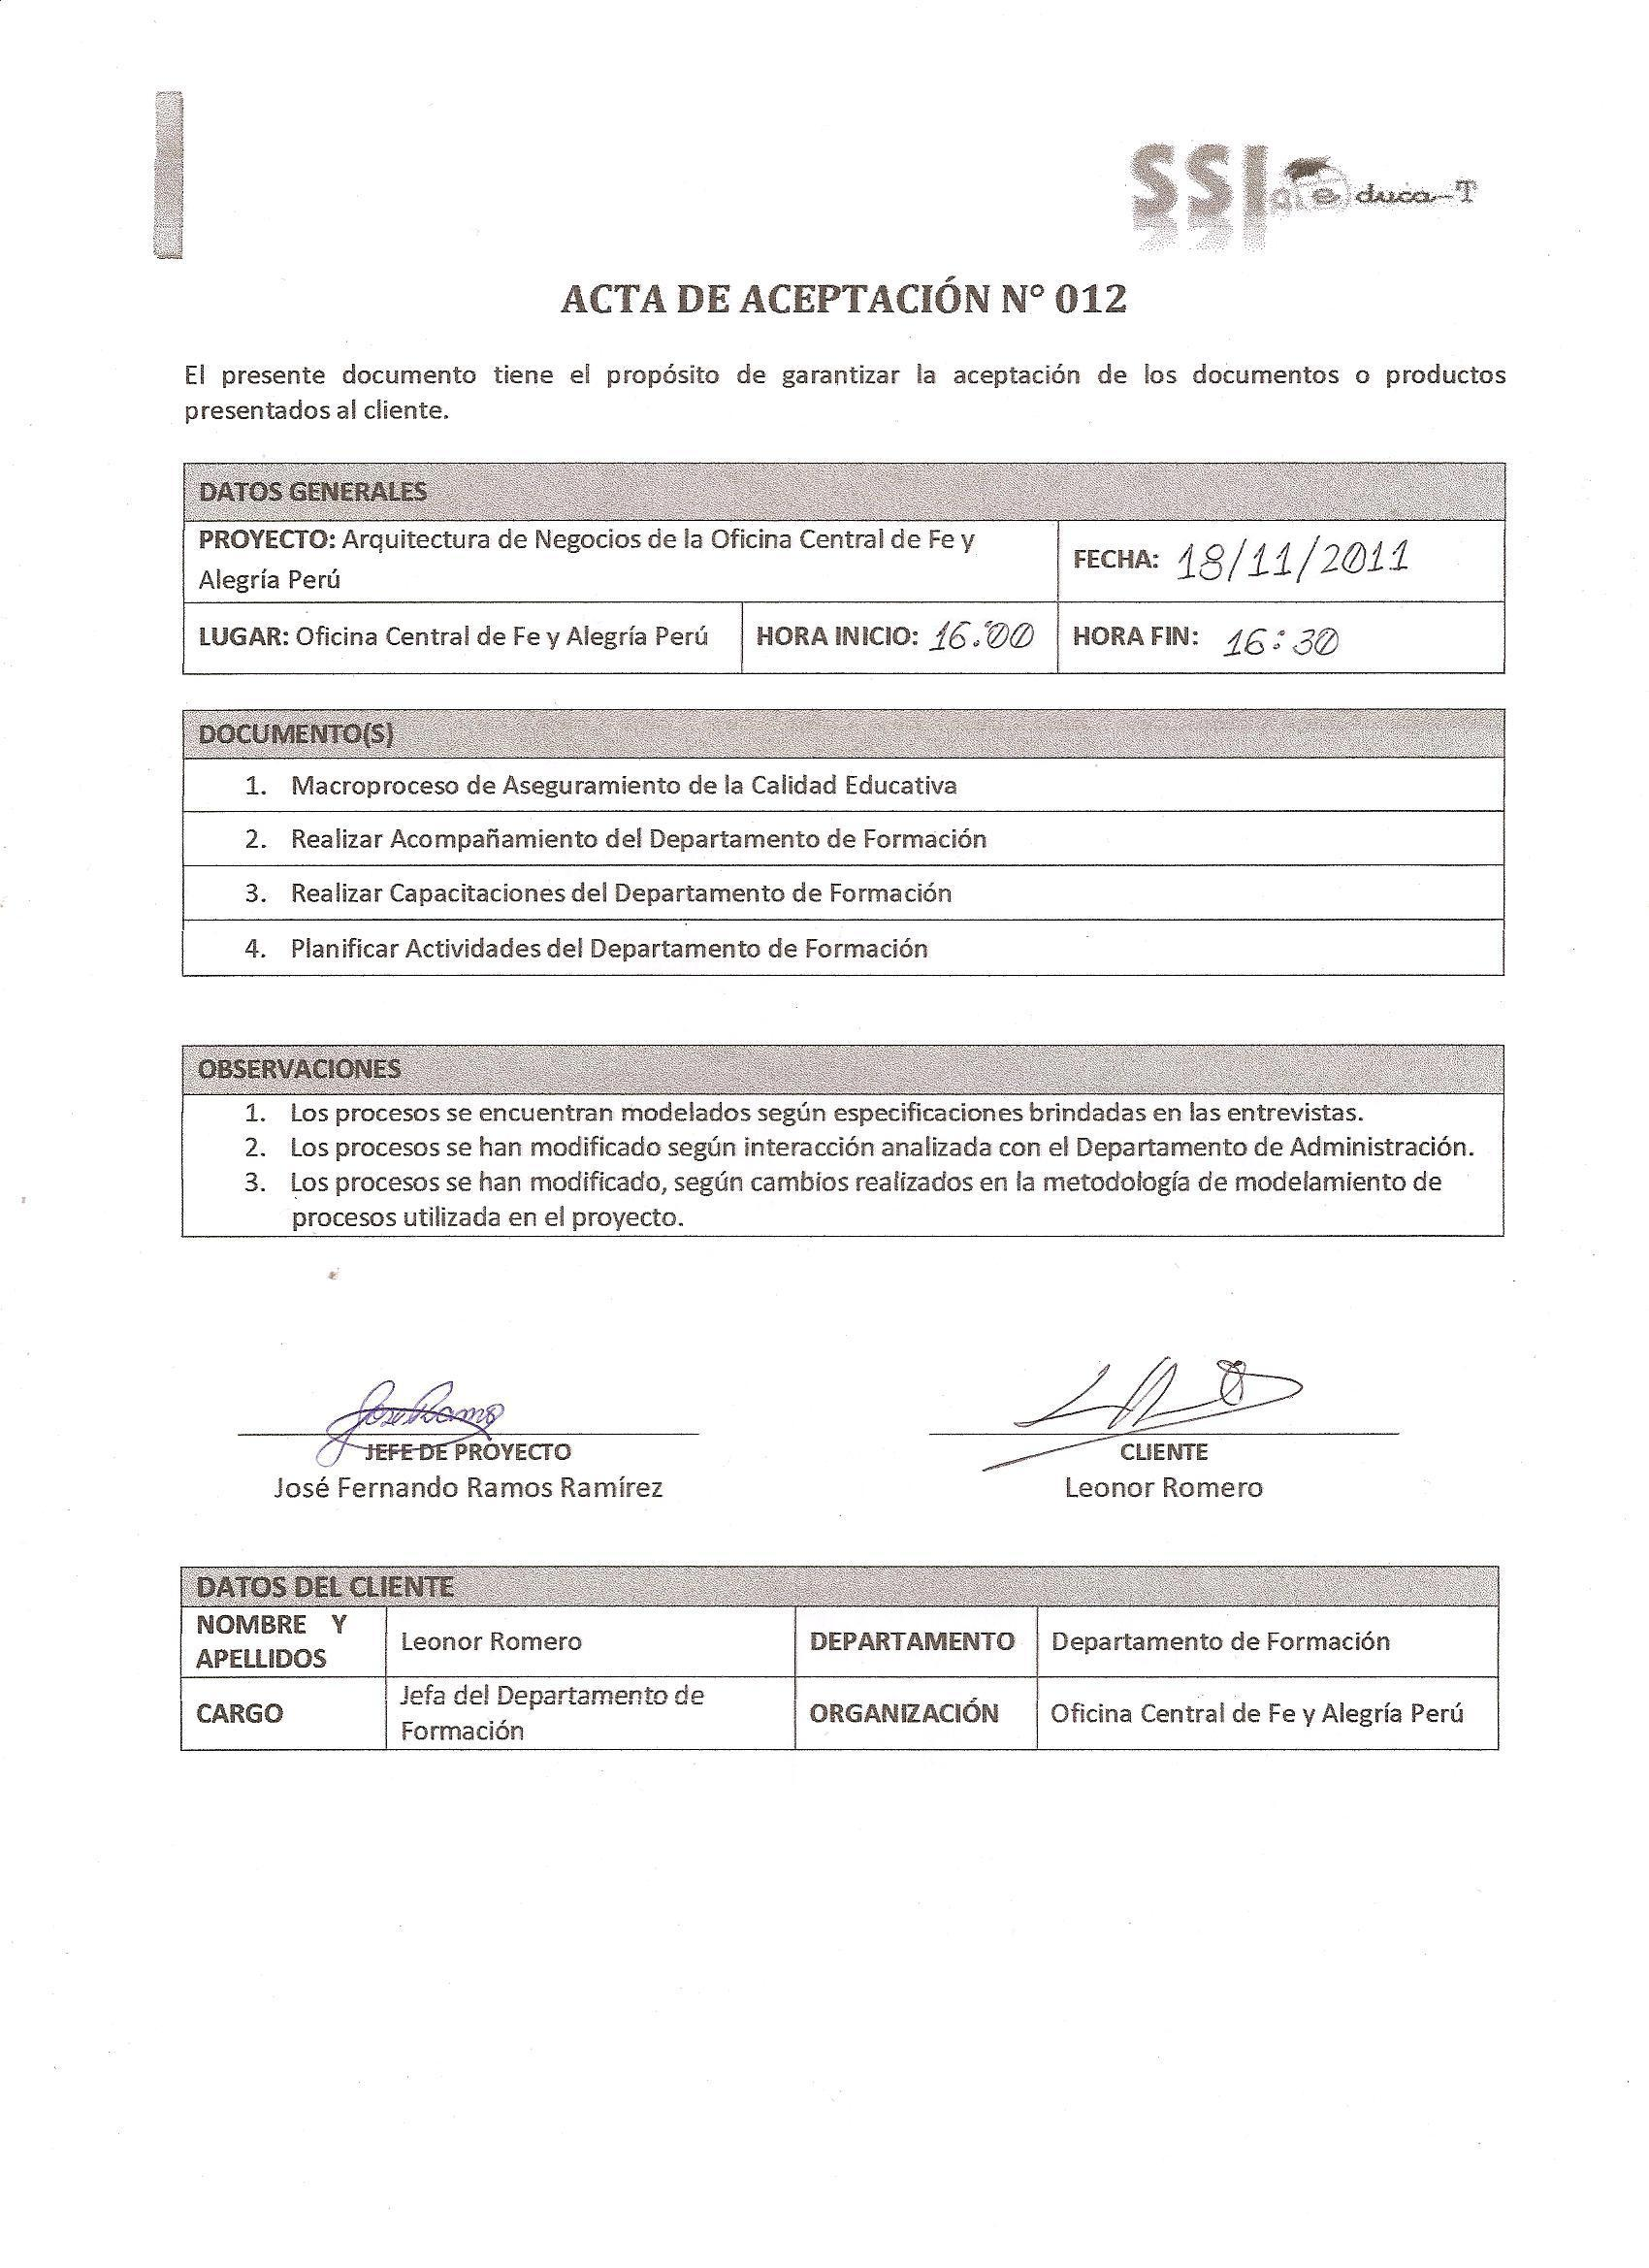 SSI educa-T
ACTA DE ACEPTACIÓN N° 012
El presente documento tiene el propósito de garantizar la aceptación de los documentos o productos
presentados al cliente.
DATOS GENERALES
PROYECTO: Arquitectura de Negocios de la Oficina Central de Fe y
Alegría Perú
FECHA: 18/11/2011
LUGAR: Oficina Central de Fe y Alegría Perú
HORA INICIO: 16:00
HORA FIN: 16:30
DOCUMENTO(S)
1. Macroproceso de Aseguramiento de la Calidad Educativa
2. Realizar Acompañamiento del Departamento de Formación
3. Realizar Capacitaciones del Departamento de Formación
4. Planificar Actividades del Departamento de Formación
OBSERVACIONES
1. Los procesos se encuentran modelados según especificaciones brindadas en las entrevistas.
2. Los procesos se han modificado según interacción analizada con el Departamento de Administración.
3. Los procesos se han modificado, según cambios realizados en la metodología de modelamiento de
procesos utilizada en el proyecto.
José Ramos
JEFE DE PROYECTO
José Fernando Ramos Ramírez
CLIENTE
Leonor Romero
DATOS DEL CLIENTE
NOMBRE Y
APELLIDOS
Leonor Romero
DEPARTAMENTO
Departamento de Formación
CARGO
Jefa del Departamento de
Formación
ORGANIZACIÓN
Oficina Central de Fe y Alegría Perú